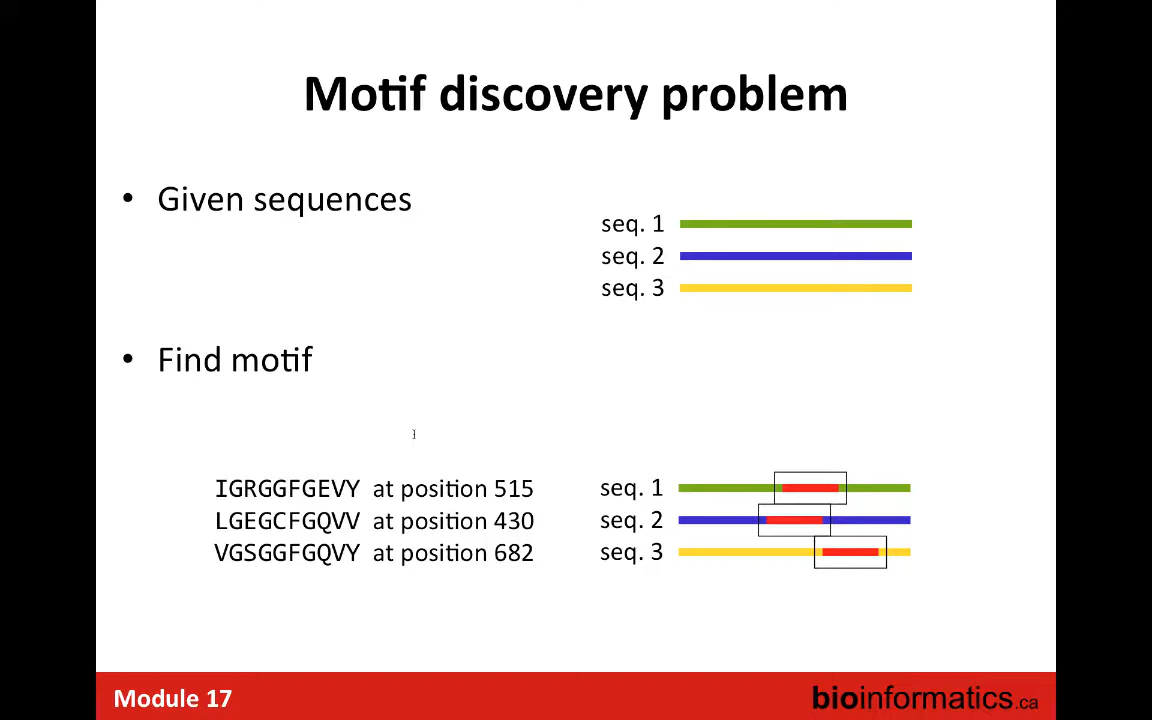 Motif discovery problem
• Given sequences
seq. 1
seq. 2
seq. 3
• Find motif
IGRGGFGEVY at position 515
LGEGCFGQVV at position 430
VGSGGFGQVY at position 682
seq. 1
seq. 2
seq. 3
Module 17
bioinformatics.ca